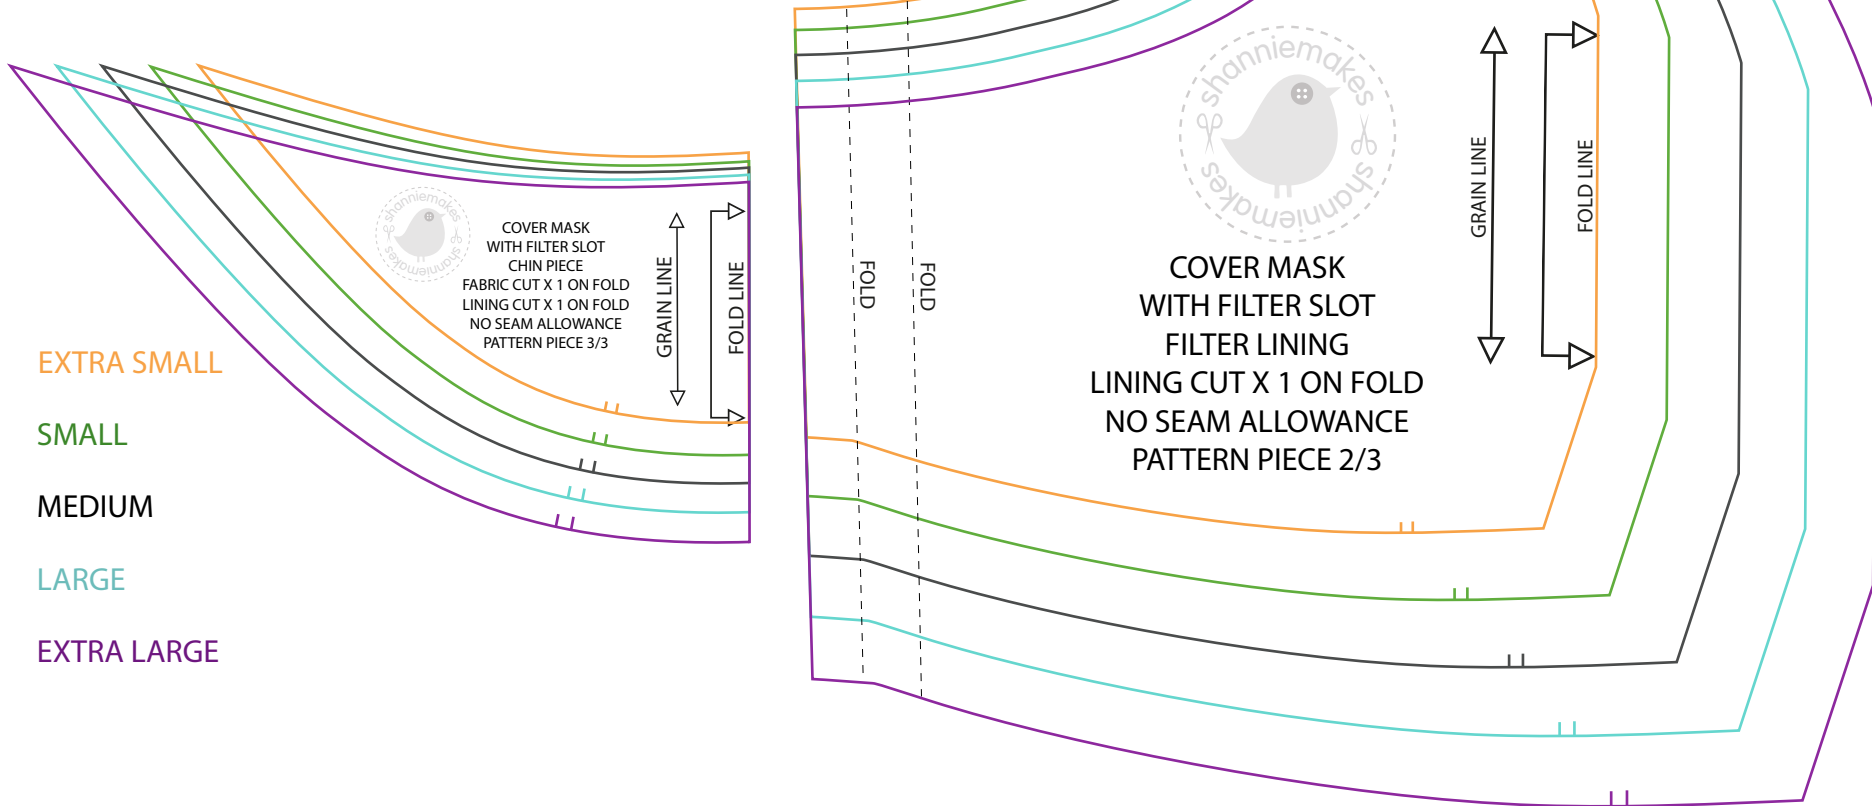 shanniemakes
shanniemakes
COVER MASK
WITH FILTER SLOT
CHIN PIECE
FABRIC CUT X 1 ON FOLD
LINING CUT X 1 ON FOLD
NO SEAM ALLOWANCE
PATTERN PIECE 3/3
GRAIN LINE
FOLD LINE
EXTRA SMALL
SMALL
MEDIUM
LARGE
EXTRA LARGE
FOLD
FOLD
shanniemakes
shanniemakes
COVER MASK
WITH FILTER SLOT
FILTER LINING
LINING CUT X 1 ON FOLD
NO SEAM ALLOWANCE
PATTERN PIECE 2/3
GRAIN LINE
FOLD LINE